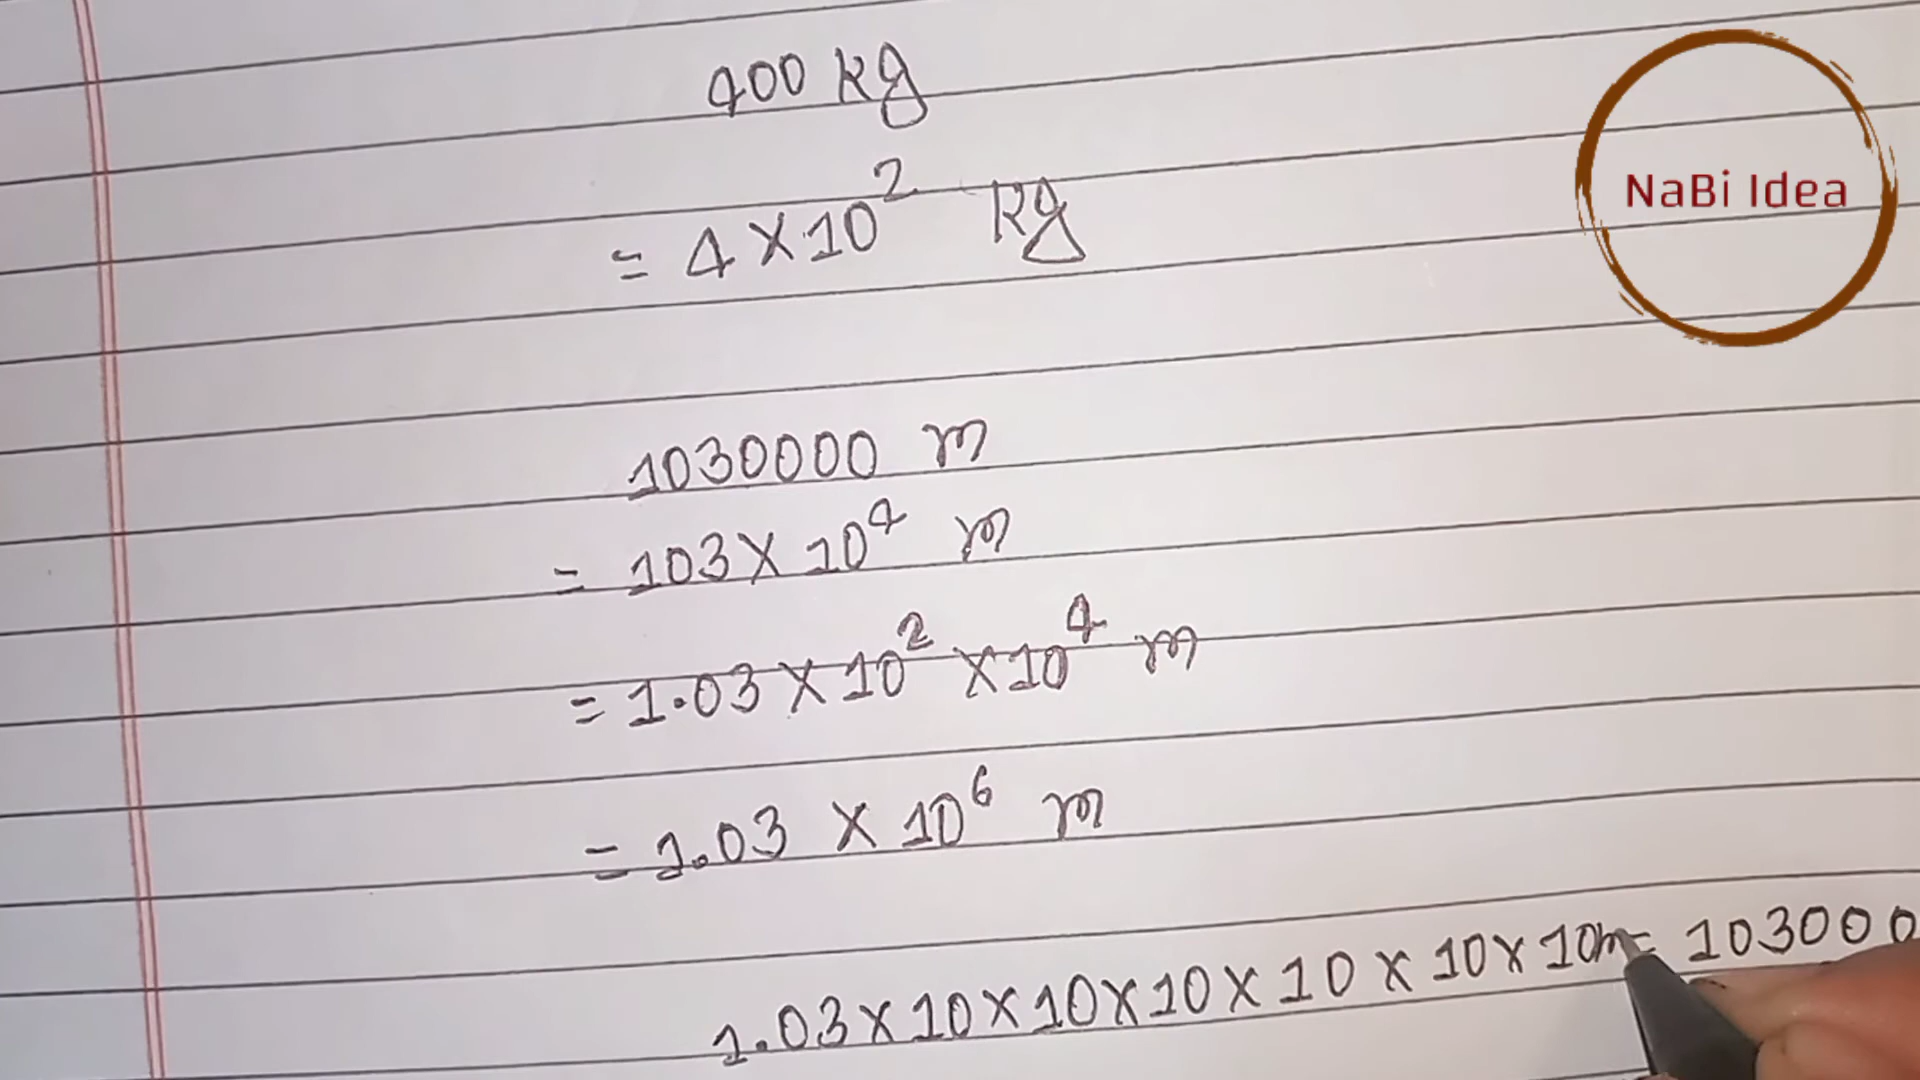 400 kg
NaBi Idea
= 4 × 10² kg
1030000 m
= 103 × 10⁴ m
= 1.03 × 10² × 10⁴ m
= 1.03 × 10⁶ m
1.03 × 10 × 10 × 10 × 10 × 10 × 10m = 103000